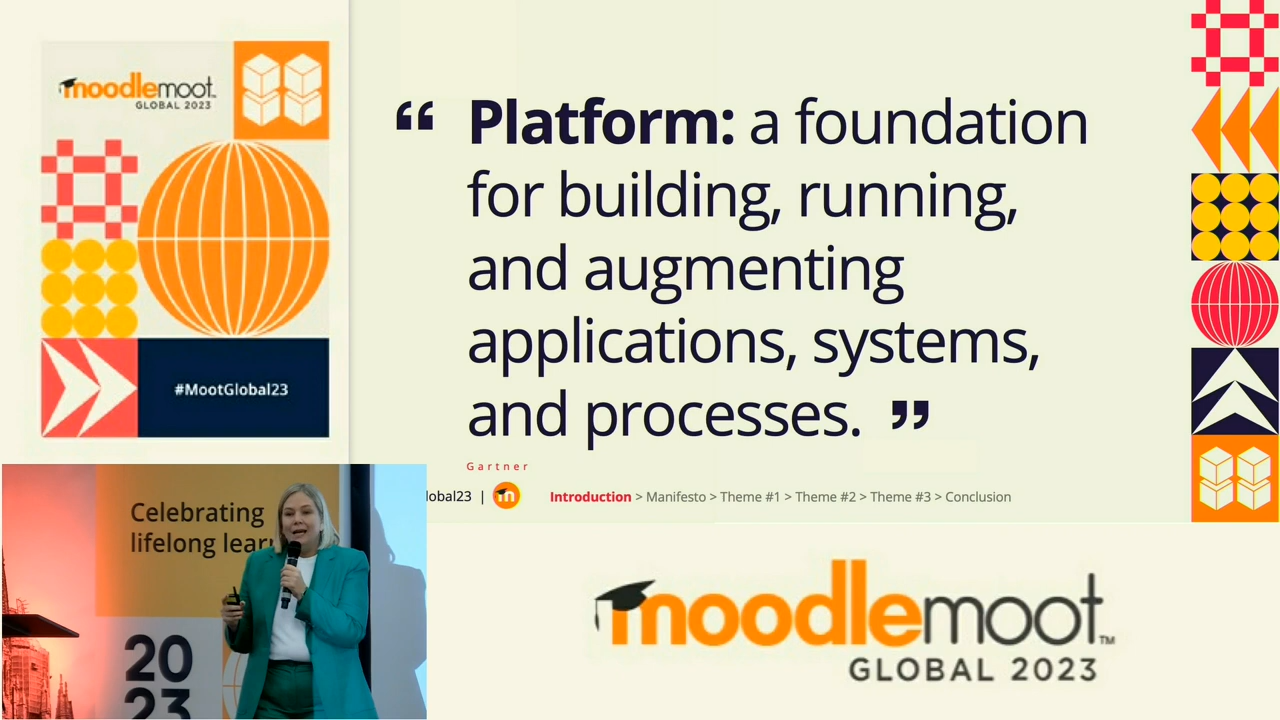 moodlemoot
GLOBAL 2023
#MootGlobal23
“ Platform: a foundation
for building, running,
and augmenting
applications, systems,
and processes. ”
Gartner
lobal23 | m
Introduction > Manifesto > Theme #1 > Theme #2 > Theme #3 > Conclusion
Celebrating
lifelong lear
20
23
moodlemoot™
GLOBAL 2023